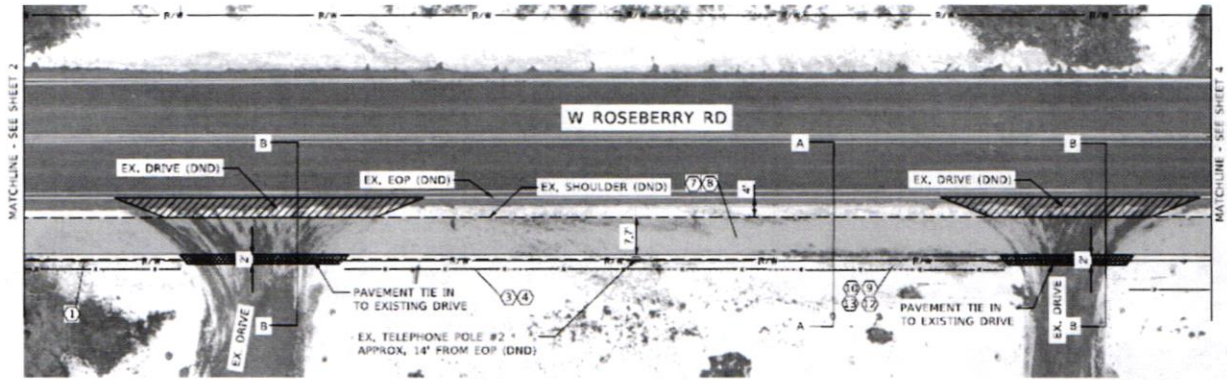 R/W R/W R/W R/W R/W R/W R/W
MATCHLINE - SEE SHEET 2
MATCHLINE - SEE SHEET 4
W ROSEBERRY RD
B
A
B
EX. DRIVE (DND)
EX. EOP (DND)
EX. SHOULDER (DND)
7 8
4'
EX. DRIVE (DND)
7.7'
2'
2'
R/W R/W R/W R/W R/W R/W
1
PAVEMENT TIE IN
TO EXISTING DRIVE
3 4
10 9
13 12
PAVEMENT TIE IN
TO EXISTING DRIVE
EX. DRIVE
B
A
EX. DRIVE
B
EX. TELEPHONE POLE #2
APPROX. 14' FROM EOP (DND)